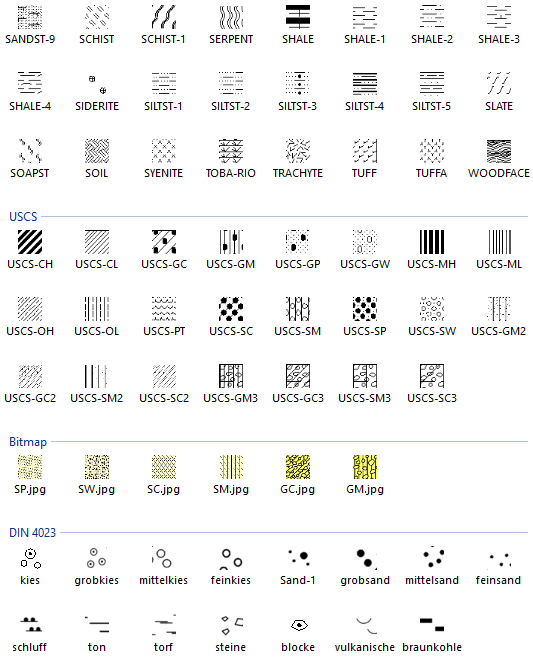 SANDST-9 SCHIST SCHIST-1 SERPENT SHALE SHALE-1 SHALE-2 SHALE-3
SHALE-4 SIDERITE SILTST-1 SILTST-2 SILTST-3 SILTST-4 SILTST-5 SLATE
SOAPST SOIL SYENITE TOBA-RIO TRACHYTE TUFF TUFFA WOODFACE
USCS
USCS-CH USCS-CL USCS-GC USCS-GM USCS-GP USCS-GW USCS-MH USCS-ML
USCS-OH USCS-OL USCS-PT USCS-SC USCS-SM USCS-SP USCS-SW USCS-GM2
USCS-GC2 USCS-SM2 USCS-SC2 USCS-GM3 USCS-GC3 USCS-SM3 USCS-SC3
Bitmap
SP.jpg SW.jpg SC.jpg SM.jpg GC.jpg GM.jpg
DIN 4023
kies grobkies mittelkies feinkies Sand-1 grobsand mittelsand feinsand
schluff ton torf steine blocke vulkanische braunkohle